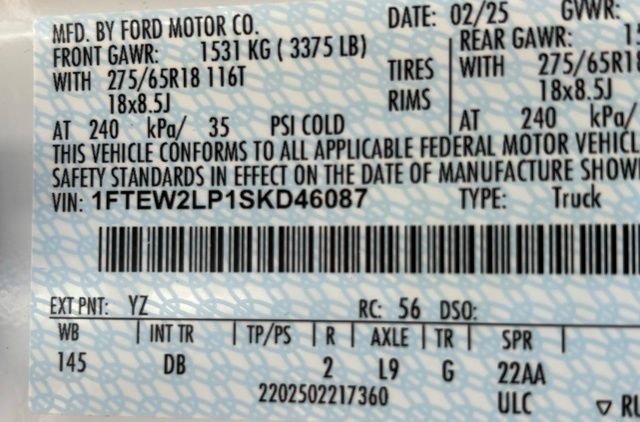 MFD. BY FORD MOTOR CO. DATE: 02/25 GVWR:
FRONT GAWR: 1531 KG ( 3375 LB) REAR GAWR:
WITH 275/65R18 116T TIRES WITH 275/65R18
18x8.5J RIMS 18x8.5J
AT 240 kPa/ 35 PSI COLD AT 240 kPa/
THIS VEHICLE CONFORMS TO ALL APPLICABLE FEDERAL MOTOR VEHICL
SAFETY STANDARDS IN EFFECT ON THE DATE OF MANUFACTURE SHOW
VIN: 1FTEW2LP1SKD46087 TYPE: Truck
EXT PNT: YZ RC: 56 DSO:
WB INT TR TP/PS R AXLE TR SPR
145 DB 2 L9 G 22AA
2202502217360 ULC ▽ RU